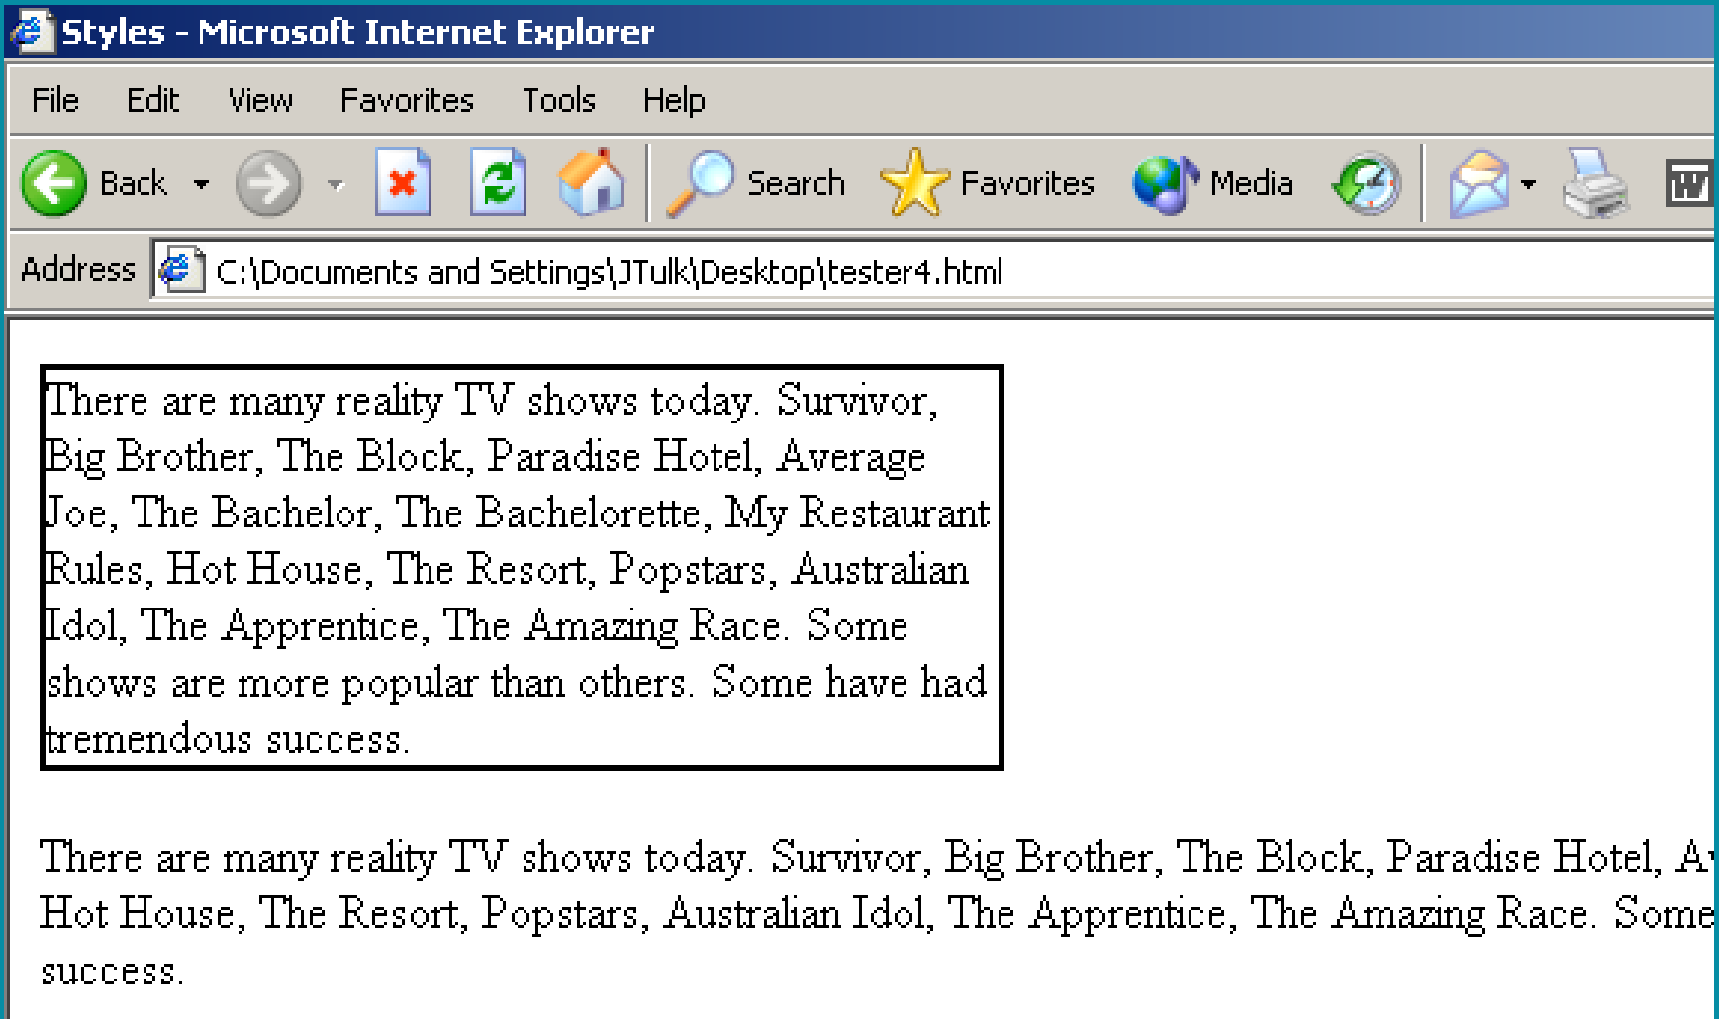 Styles - Microsoft Internet Explorer
File Edit View Favorites Tools Help
Back Search Favorites Media
Address C:\Documents and Settings\JTulk\Desktop\tester4.html
There are many reality TV shows today. Survivor,
Big Brother, The Block, Paradise Hotel, Average
Joe, The Bachelor, The Bachelorette, My Restaurant
Rules, Hot House, The Resort, Popstars, Australian
Idol, The Apprentice, The Amazing Race. Some
shows are more popular than others. Some have had
tremendous success.
There are many reality TV shows today. Survivor, Big Brother, The Block, Paradise Hotel,
Hot House, The Resort, Popstars, Australian Idol, The Apprentice, The Amazing Race. Some
success.